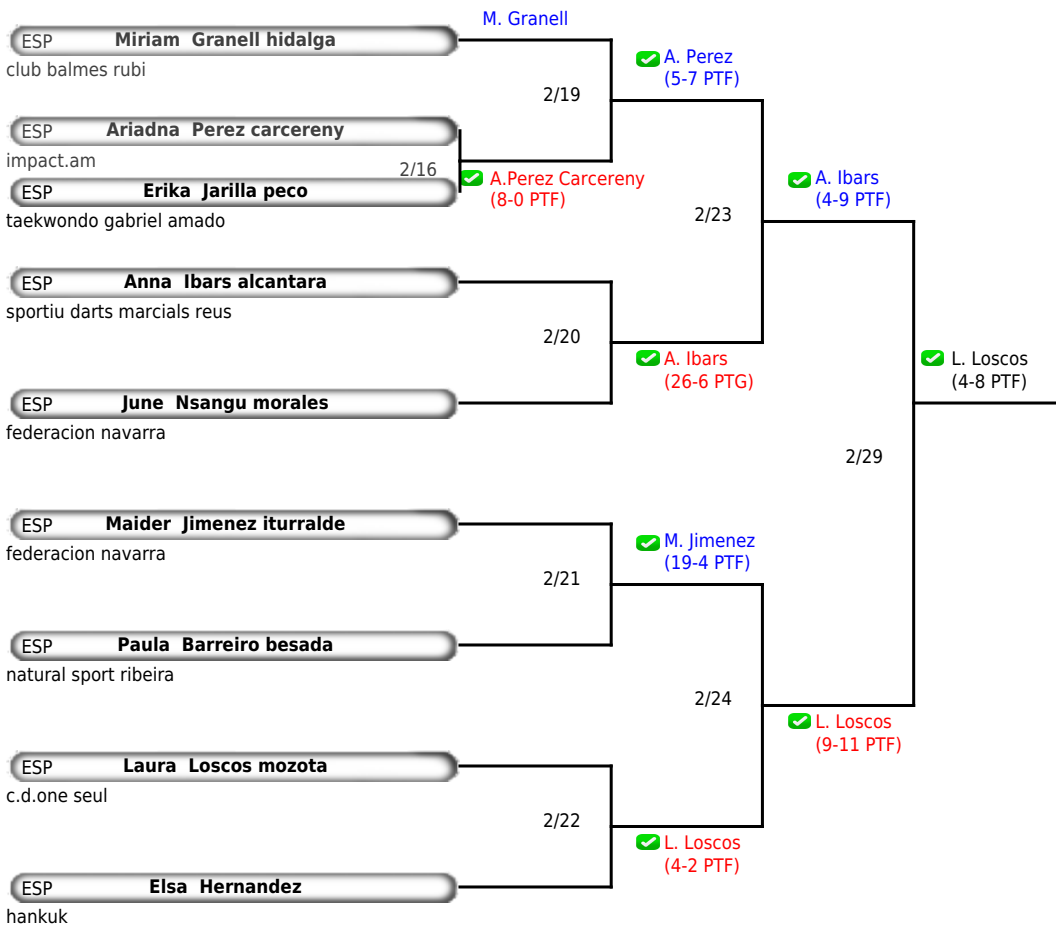 M. Granell
ESP Miriam Granell hidalga
club balmes rubi
A. Perez
(5-7 PTF)
2/19
ESP Ariadna Perez carcereny
impact.am
2/16
A.Perez Carcereny
(8-0 PTF)
ESP Erika Jarilla peco
taekwondo gabriel amado
A. Ibars
(4-9 PTF)
2/23
ESP Anna Ibars alcantara
sportiu darts marcials reus
2/20
A. Ibars
(26-6 PTG)
L. Loscos
(4-8 PTF)
ESP June Nsangu morales
federacion navarra
2/29
ESP Maider Jimenez iturralde
federacion navarra
M. Jimenez
(19-4 PTF)
2/21
ESP Paula Barreiro besada
natural sport ribeira
2/24
L. Loscos
(9-11 PTF)
ESP Laura Loscos mozota
c.d.one seul
2/22
L. Loscos
(4-2 PTF)
ESP Elsa Hernandez
hankuk